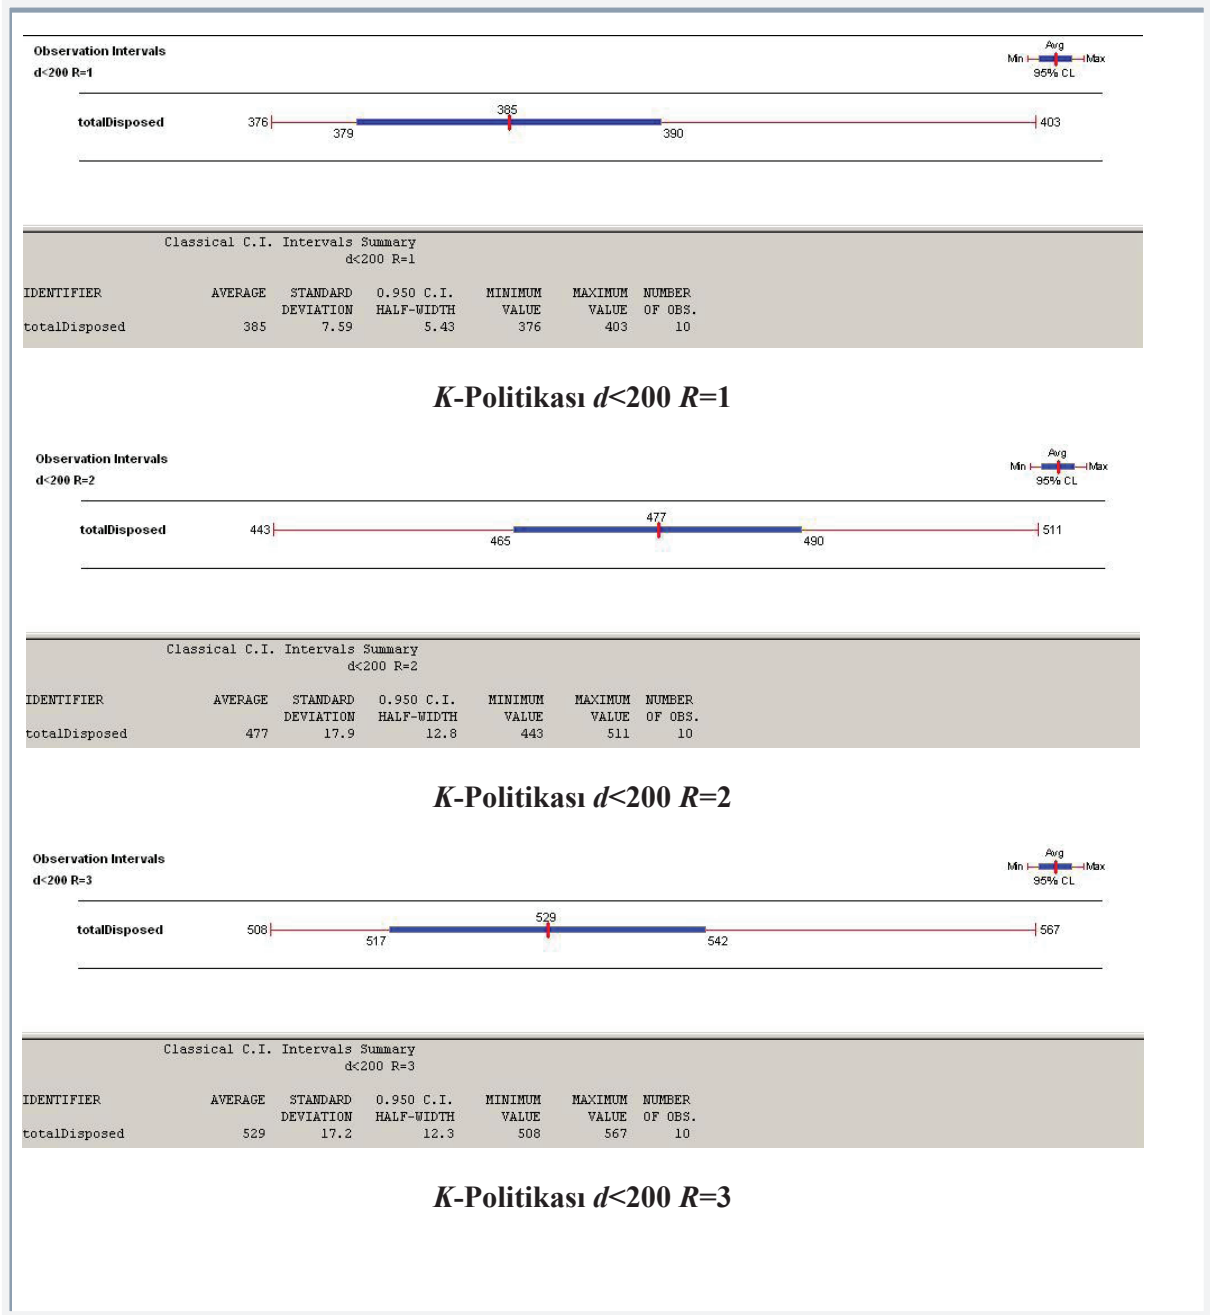 Observation Intervals
d<200 R=1
Avg
Min Max
95% CL
totalDisposed 376 379 385 390 403
Classical C.I. Intervals Summary
d<200 R=1
IDENTIFIER AVERAGE STANDARD 0.950 C.I. MINIMUM MAXIMUM NUMBER
DEVIATION HALF-WIDTH VALUE VALUE OF OBS.
totalDisposed 385 7.59 5.43 376 403 10
K-Politikası d<200 R=1
Observation Intervals
d<200 R=2
Avg
Min Max
95% CL
totalDisposed 443 465 477 490 511
Classical C.I. Intervals Summary
d<200 R=2
IDENTIFIER AVERAGE STANDARD 0.950 C.I. MINIMUM MAXIMUM NUMBER
DEVIATION HALF-WIDTH VALUE VALUE OF OBS.
totalDisposed 477 17.9 12.8 443 511 10
K-Politikası d<200 R=2
Observation Intervals
d<200 R=3
Avg
Min Max
95% CL
totalDisposed 508 517 529 542 567
Classical C.I. Intervals Summary
d<200 R=3
IDENTIFIER AVERAGE STANDARD 0.950 C.I. MINIMUM MAXIMUM NUMBER
DEVIATION HALF-WIDTH VALUE VALUE OF OBS.
totalDisposed 529 17.2 12.3 508 567 10
K-Politikası d<200 R=3